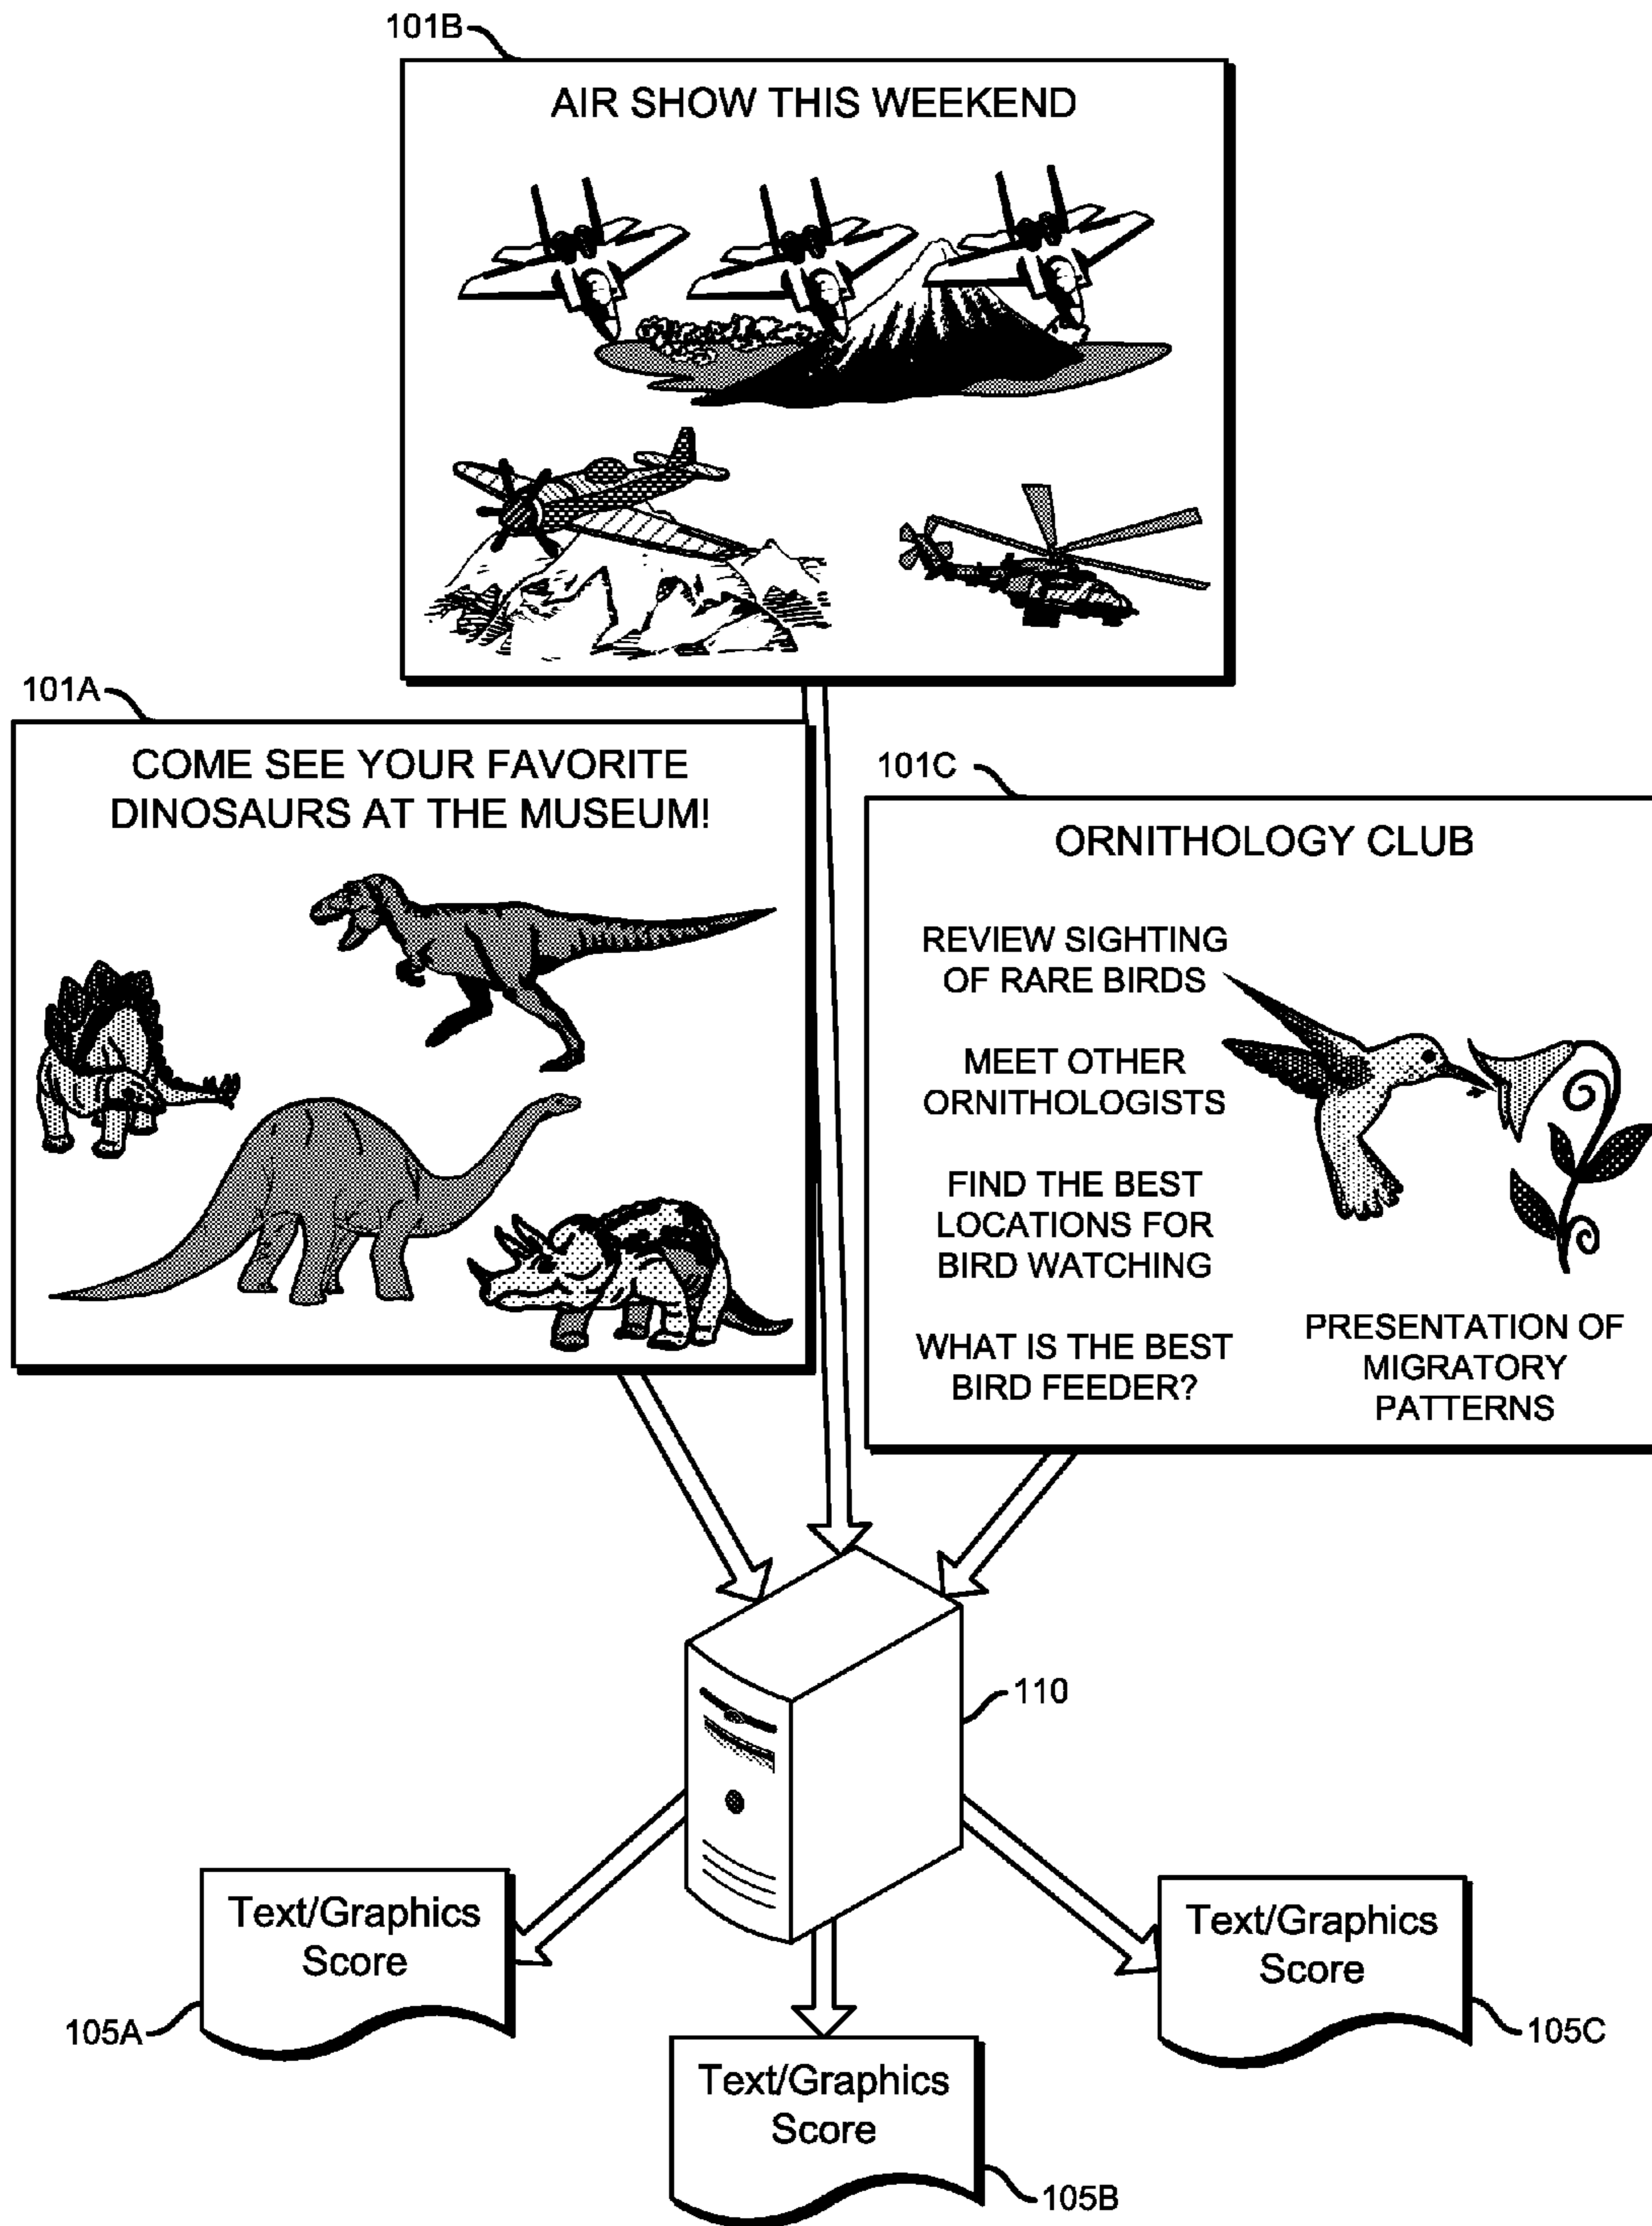 101B
AIR SHOW THIS WEEKEND
101A
COME SEE YOUR FAVORITE
DINOSAURS AT THE MUSEUM!
101C
ORNITHOLOGY CLUB
REVIEW SIGHTING
OF RARE BIRDS
MEET OTHER
ORNITHOLOGISTS
FIND THE BEST
LOCATIONS FOR
BIRD WATCHING
WHAT IS THE BEST
BIRD FEEDER?
PRESENTATION OF
MIGRATORY
PATTERNS
110
Text/Graphics
Score
105A
Text/Graphics
Score
105B
Text/Graphics
Score
105C